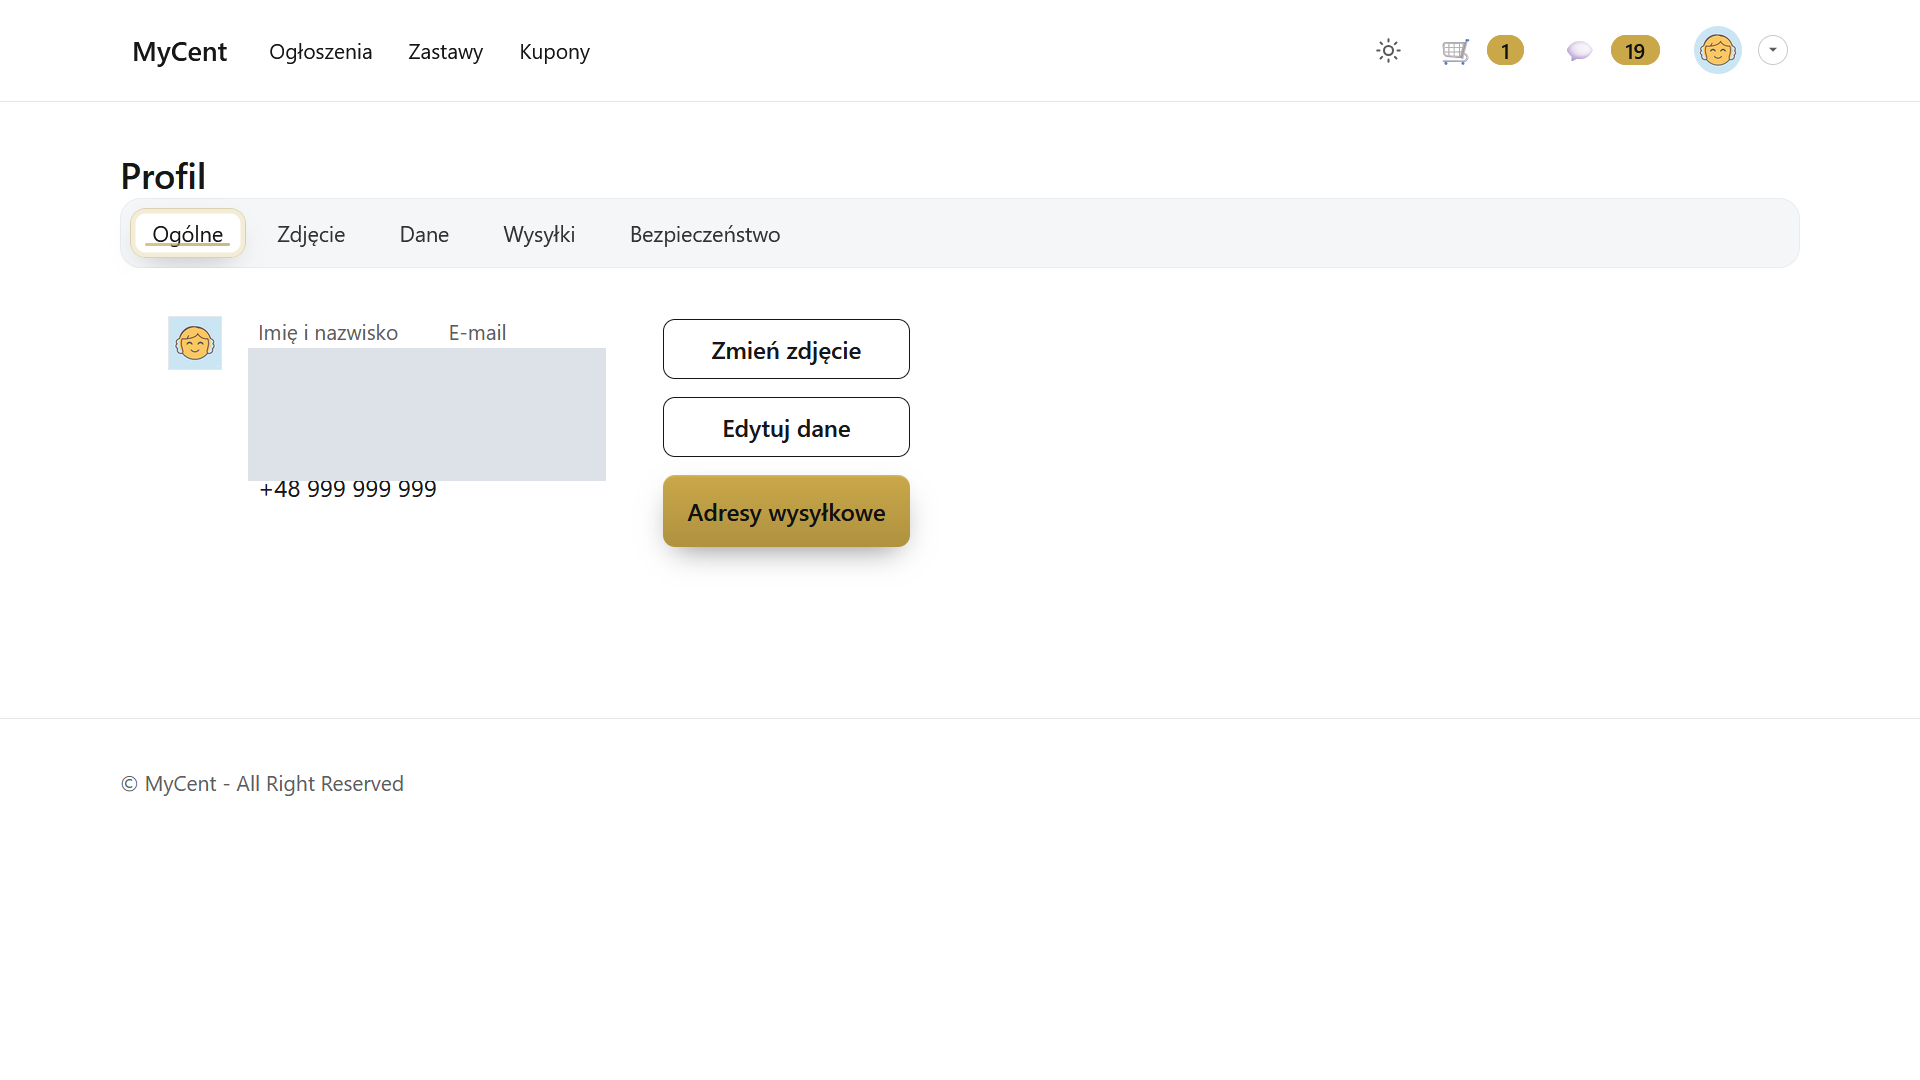 MyCent Ogłoszenia Zastawy Kupony 1 19
Profil
Ogólne Zdjęcie Dane Wysyłki Bezpieczeństwo
Imię i nazwisko E-mail
+48 999 999 999
Zmień zdjęcie
Edytuj dane
Adresy wysyłkowe
© MyCent - All Right Reserved